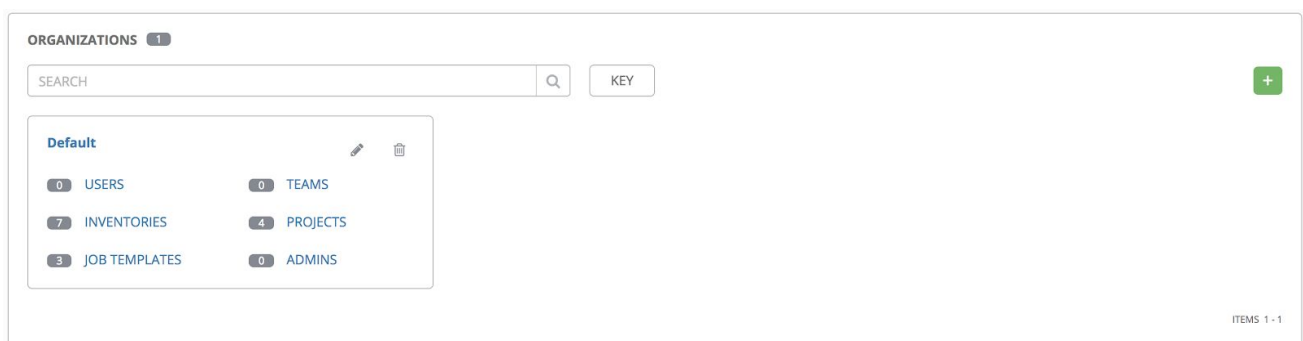 ORGANIZATIONS 1
SEARCH KEY +
Default
0 USERS 0 TEAMS
7 INVENTORIES 4 PROJECTS
3 JOB TEMPLATES 0 ADMINS
ITEMS 1 - 1